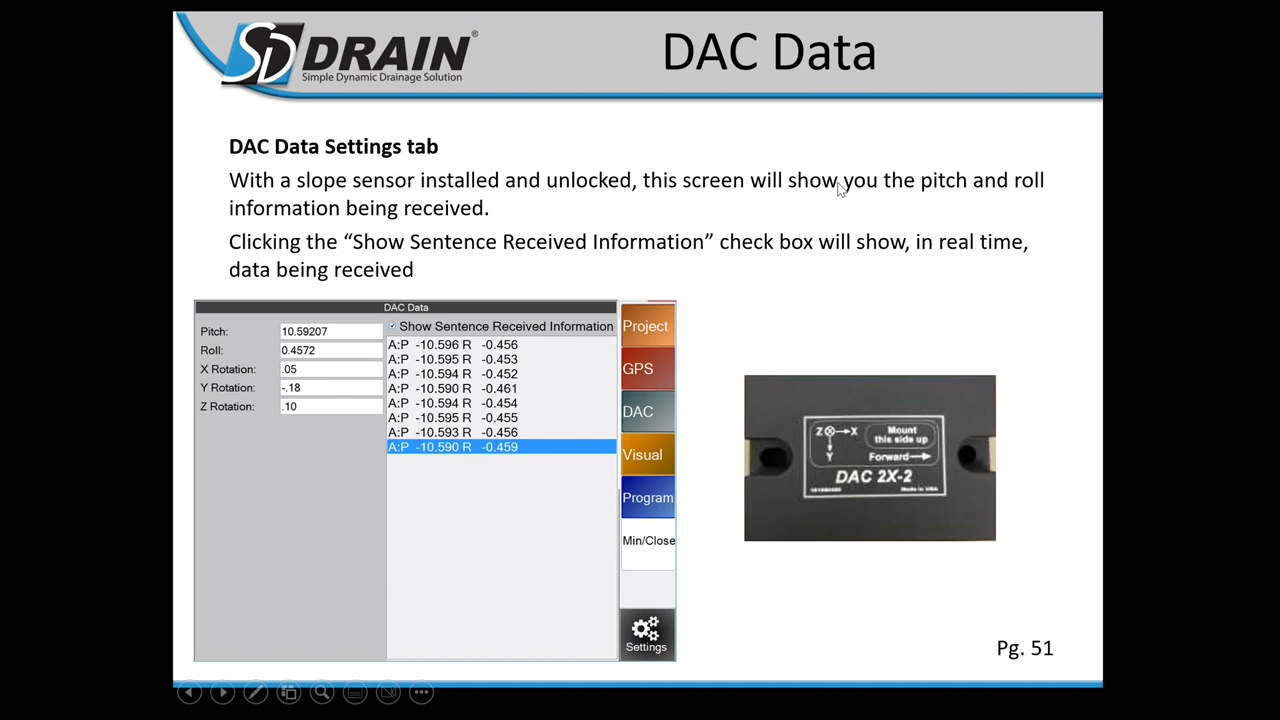 SD DRAIN®
Simple Dynamic Drainage Solution
DAC Data
DAC Data Settings tab
With a slope sensor installed and unlocked, this screen will show you the pitch and roll
information being received.
Clicking the “Show Sentence Received Information” check box will show, in real time,
data being received
DAC Data
Pitch: 10.59207
Roll: 0.4572
X Rotation: .05
Y Rotation: -.18
Z Rotation: .10
Show Sentence Received Information
A:P -10.596 R -0.456
A:P -10.595 R -0.453
A:P -10.594 R -0.452
A:P -10.590 R -0.461
A:P -10.594 R -0.454
A:P -10.595 R -0.455
A:P -10.593 R -0.456
A:P -10.590 R -0.459
Project
GPS
DAC
Visual
Program
Min/Close
Settings
Z X
Y
Mount
this side up
Forward
DAC 2X-2
Made in USA
Pg. 51